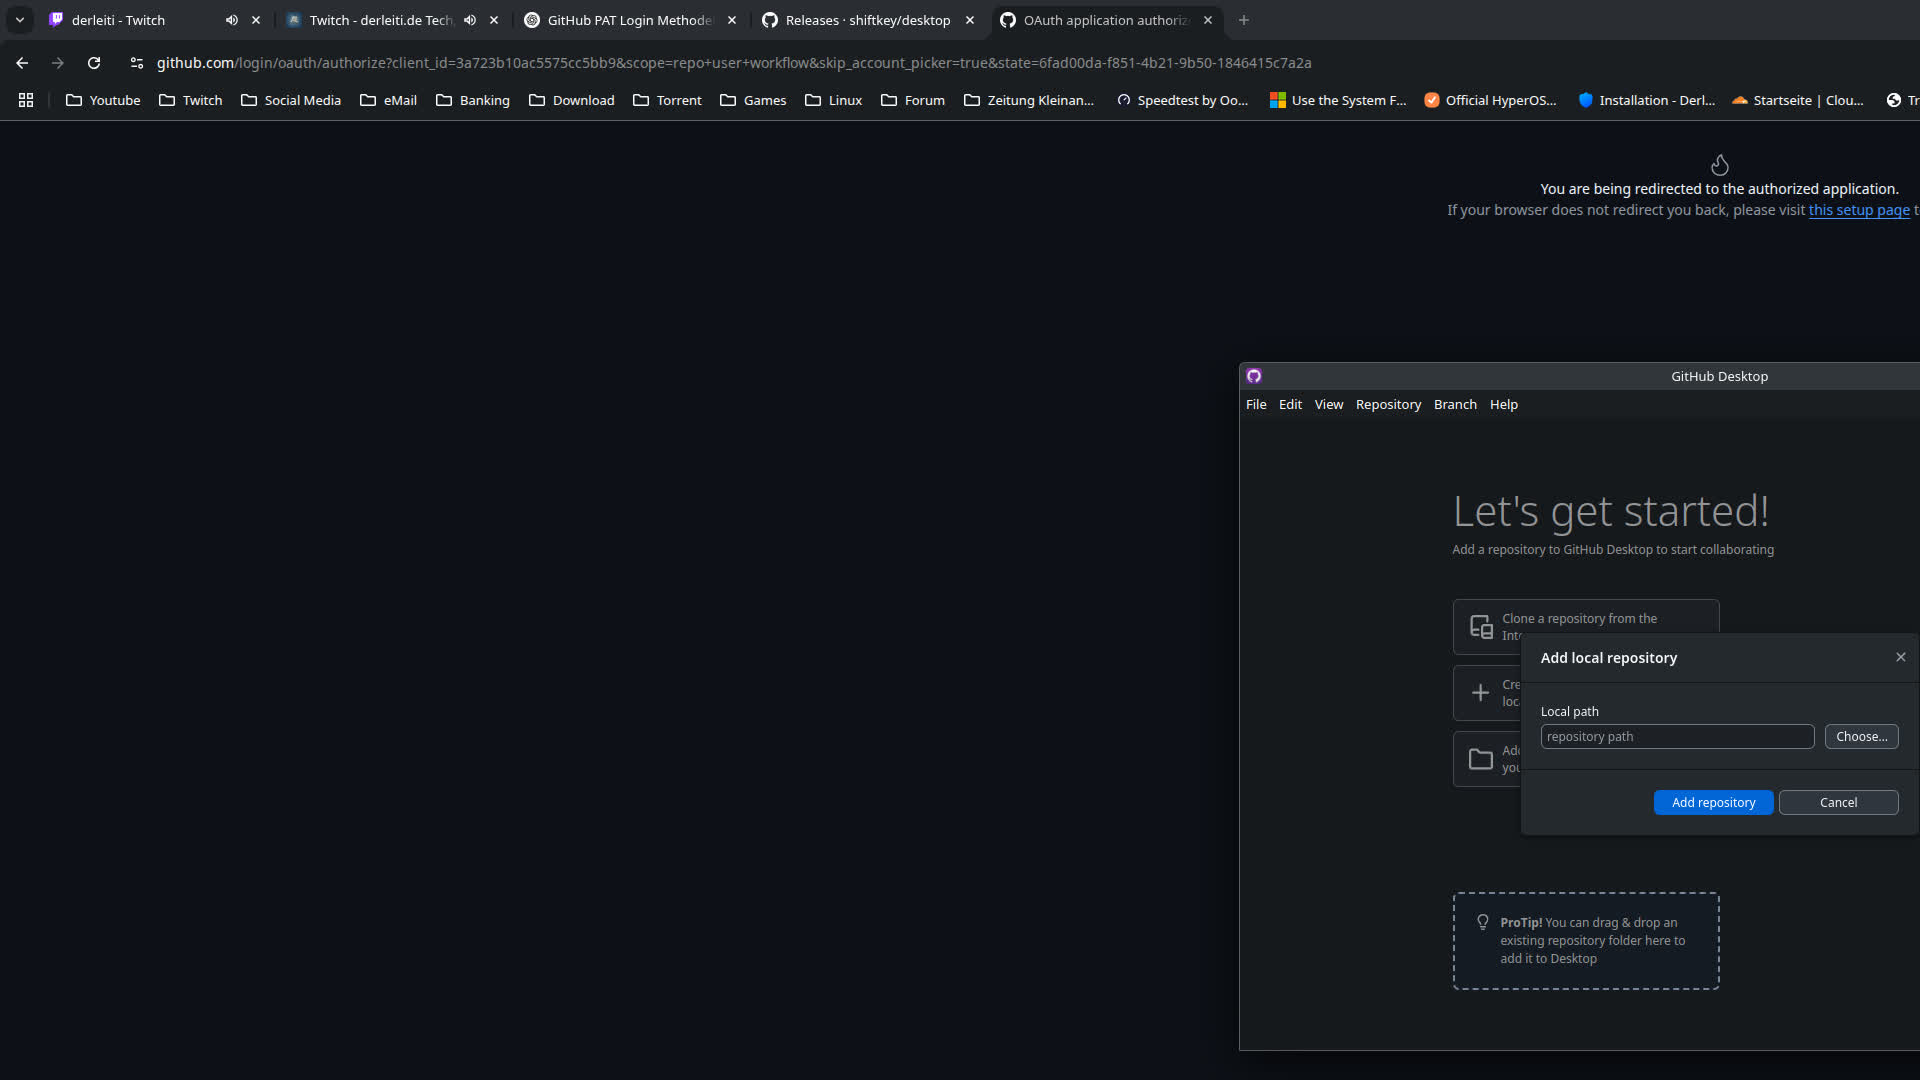 derleiti - Twitch
Twitch - derleiti.de Tech
GitHub PAT Login Methode
Releases · shiftkey/desktop
OAuth application authoriz
github.com/login/oauth/authorize?client_id=3a723b10ac5575cc5bb9&scope=repo+user+workflow&skip_account_picker=true&state=6fad00da-f851-4b21-9b50-1846415c7a2a
Youtube
Twitch
Social Media
eMail
Banking
Download
Torrent
Games
Linux
Forum
Zeitung Kleinan...
Speedtest by Oo...
Use the System F...
Official HyperOS...
Installation - Derl...
Startseite | Clou...
Tr
You are being redirected to the authorized application.
If your browser does not redirect you back, please visit this setup page t
GitHub Desktop
File Edit View Repository Branch Help
Let's get started!
Add a repository to GitHub Desktop to start collaborating
Clone a repository from the
Inte
Cre
loc
Add
you
Add local repository
Local path
repository path
Choose...
Add repository
Cancel
ProTip! You can drag & drop an
existing repository folder here to
add it to Desktop